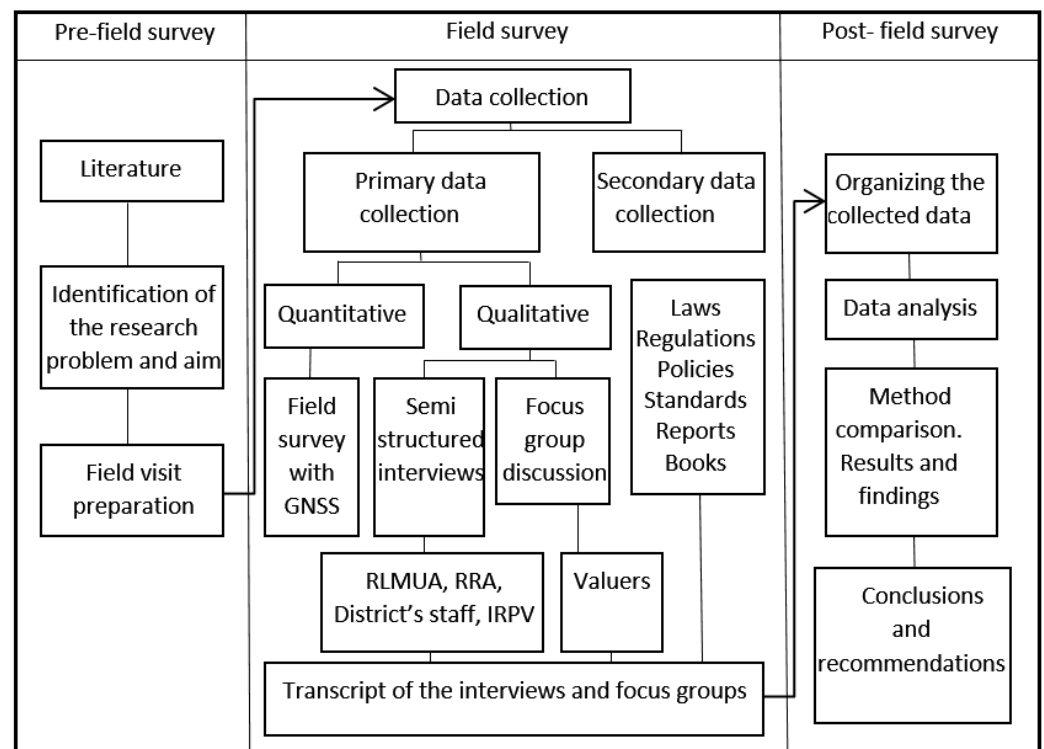 Pre-field survey
Field survey
Post- field survey
Literature
Identification of
the research
problem and aim
Field visit
preparation
Data collection
Primary data
collection
Secondary data
collection
Quantitative
Qualitative
Field
survey
with
GNSS
Semi
structured
interviews
Focus
group
discussion
Laws
Regulations
Policies
Standards
Reports
Books
RLMUA, RRA,
District’s staff, IRPV
Valuers
Transcript of the interviews and focus groups
Organizing the
collected data
Data analysis
Method
comparison.
Results and
findings
Conclusions
and
recommendations